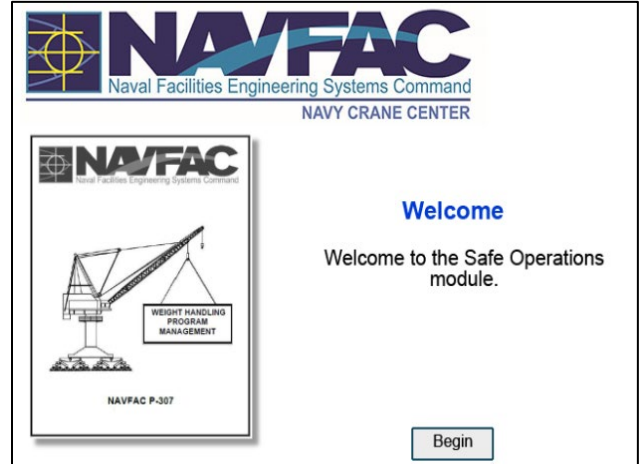 NAVFAC
Naval Facilities Engineering Systems Command
NAVY CRANE CENTER
NAVFAC
Naval Facilities Engineering Systems Command
WEIGHT HANDLING
PROGRAM
MANAGEMENT
NAVFAC P-307
Welcome
Welcome to the Safe Operations
module.
Begin